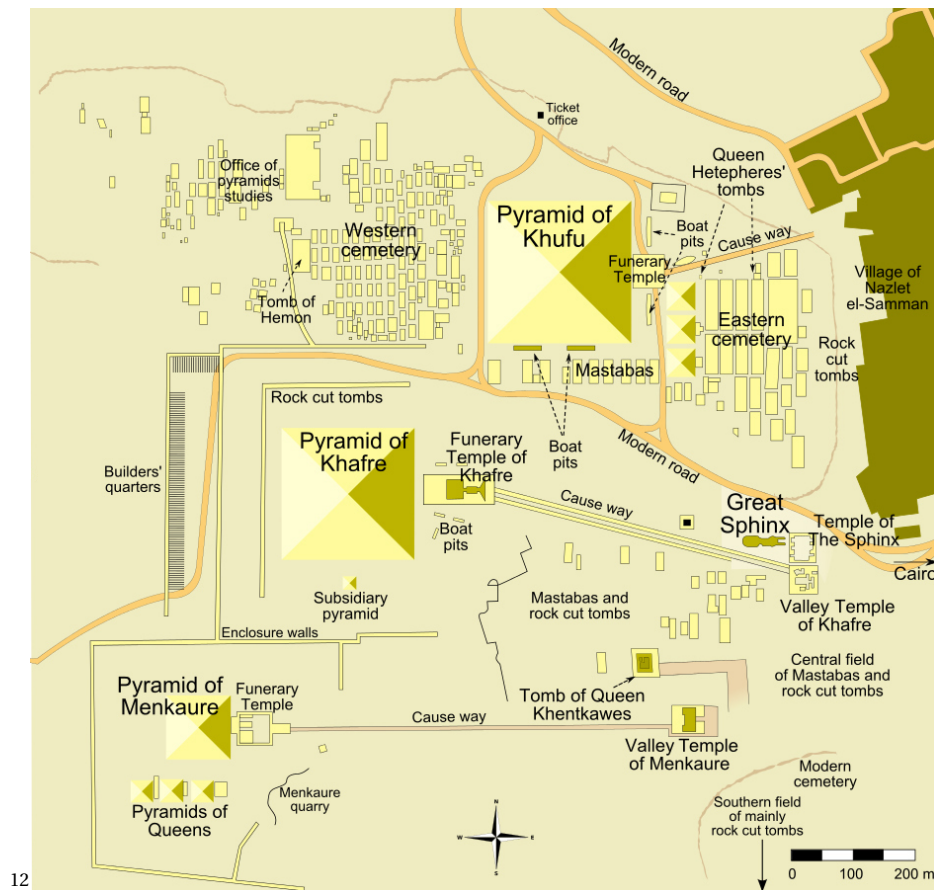 Modern road
Ticket
office
Office of
pyramids
studies
Queen
Hetepheres'
tombs
Pyramid of
Khufu
Western
cemetery
Boat
pits
Cause way
Funerary
Temple
Village of
Nazlet
el-Samman
Tomb of
Hemon
Eastern
cemetery
Rock
cut
tombs
Mastabas
Rock cut tombs
Pyramid of
Khafre
Funerary
Temple of
Khafre
Boat
pits
Modern road
Builders'
quarters
Cause way
Great
Sphinx
Temple of
The Sphinx
Boat
pits
Cairo
Subsidiary
pyramid
Mastabas and
rock cut tombs
Valley Temple
of Khafre
Enclosure walls
Central field
of Mastabas and
rock cut tombs
Pyramid of
Menkaure
Funerary
Temple
Tomb of Queen
Khentkawes
Cause way
Valley Temple
of Menkaure
Modern
cemetery
Menkaure
quarry
Pyramids of
Queens
Southern field
of mainly
rock cut tombs
N
W E
S
0 100 200 m
12